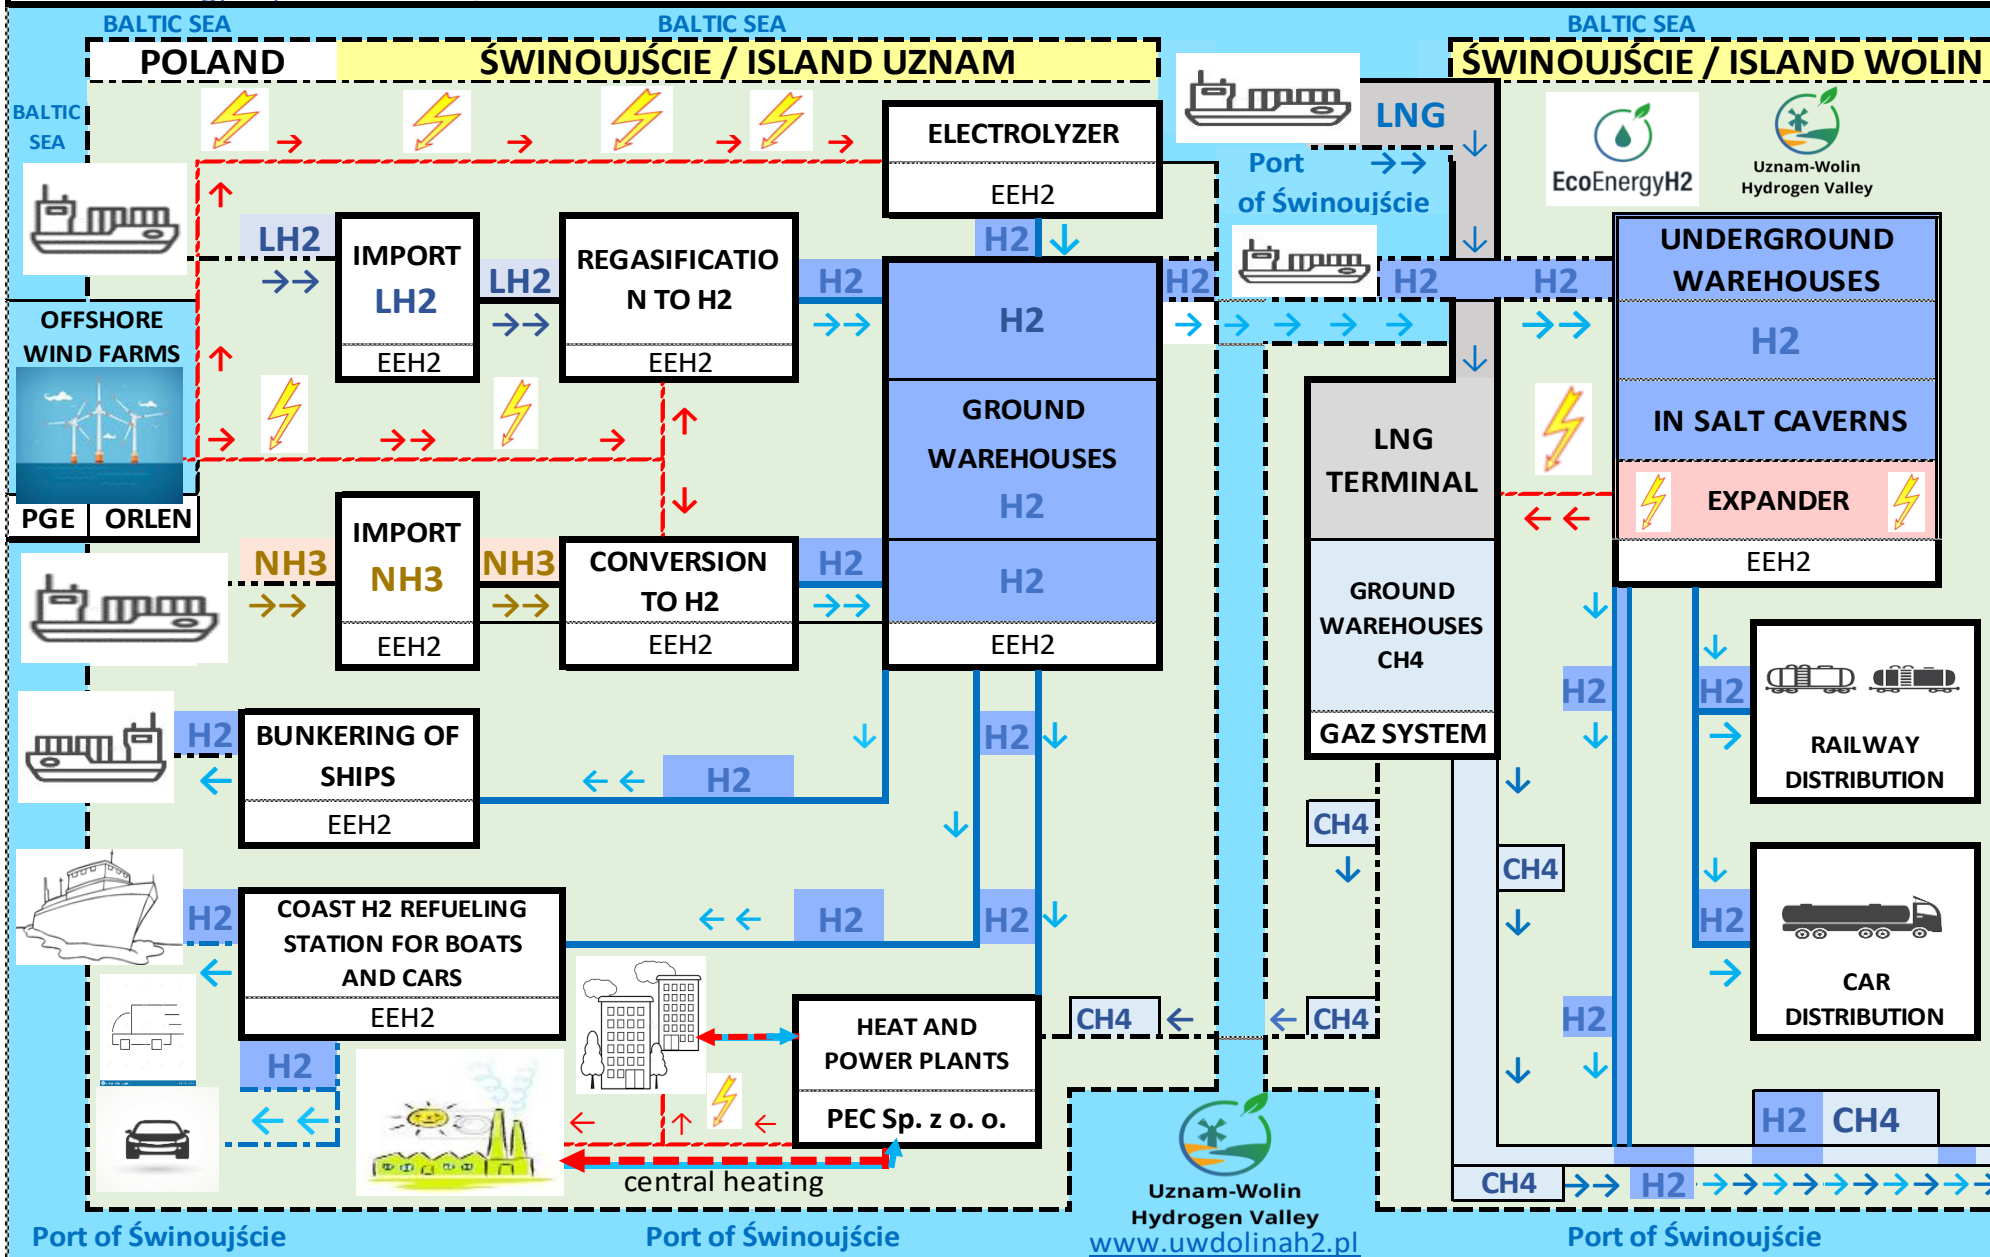 BALTIC SEA
BALTIC SEA
BALTIC SEA
POLAND
ŚWINOUJŚCIE / ISLAND UZNAM
ŚWINOUJŚCIE / ISLAND WOLIN
BALTIC
SEA
ELECTROLYZER
EEH2
LNG
Port
of Świnoujście
EcoEnergyH2
Uznam-Wolin
Hydrogen Valley
LH2
IMPORT
LH2
EEH2
LH2
REGASIFICATIO
N TO H2
EEH2
H2
H2
H2
GROUND
WAREHOUSES
H2
H2
EEH2
H2
H2
H2
UNDERGROUND
WAREHOUSES
H2
IN SALT CAVERNS
EXPANDER
EEH2
OFFSHORE
WIND FARMS
PGE
ORLEN
LNG
TERMINAL
GROUND
WAREHOUSES
CH4
GAZ SYSTEM
NH3
IMPORT
NH3
EEH2
NH3
CONVERSION
TO H2
EEH2
H2
H2
BUNKERING OF
SHIPS
EEH2
H2
H2
H2
H2
RAILWAY
DISTRIBUTION
CH4
CH4
H2
COAST H2 REFUELING
STATION FOR BOATS
AND CARS
EEH2
H2
H2
H2
CAR
DISTRIBUTION
H2
HEAT AND
POWER PLANTS
PEC Sp. z o. o.
CH4
CH4
H2
central heating
Uznam-Wolin
Hydrogen Valley
www.uwdolinah2.pl
H2
CH4
CH4
H2
Port of Świnoujście
Port of Świnoujście
Port of Świnoujście